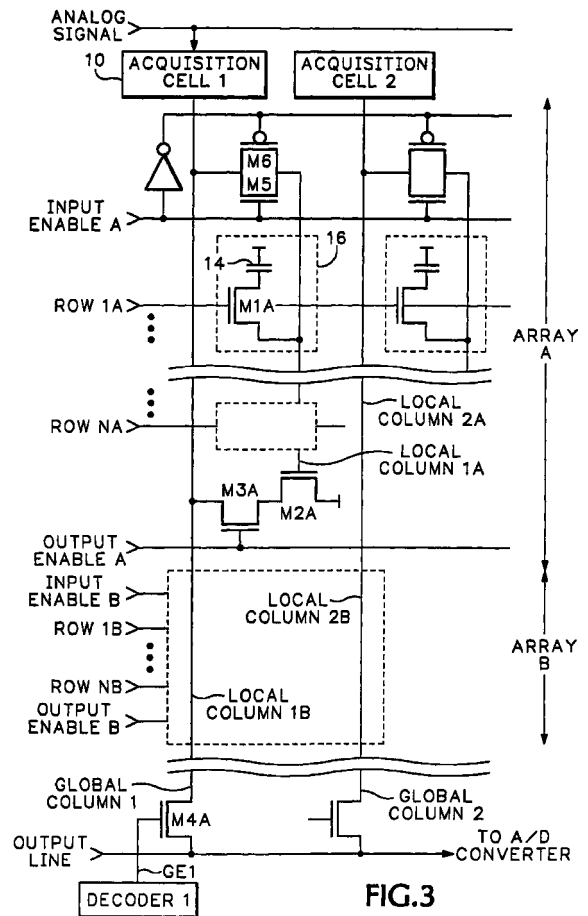 ANALOG
SIGNAL
10
ACQUISITION
CELL 1
ACQUISITION
CELL 2
M6
M5
INPUT
ENABLE A
14
16
ROW 1A
M1A
ARRAY
A
ROW NA
LOCAL
COLUMN 2A
LOCAL
COLUMN 1A
M3A
M2A
OUTPUT
ENABLE A
INPUT
ENABLE B
LOCAL
COLUMN 2B
ROW 1B
ARRAY
B
ROW NB
LOCAL
COLUMN 1B
OUTPUT
ENABLE B
GLOBAL
COLUMN 1
GLOBAL
COLUMN 2
M4A
OUTPUT
LINE
TO A/D
CONVERTER
GE1
DECODER 1
FIG.3